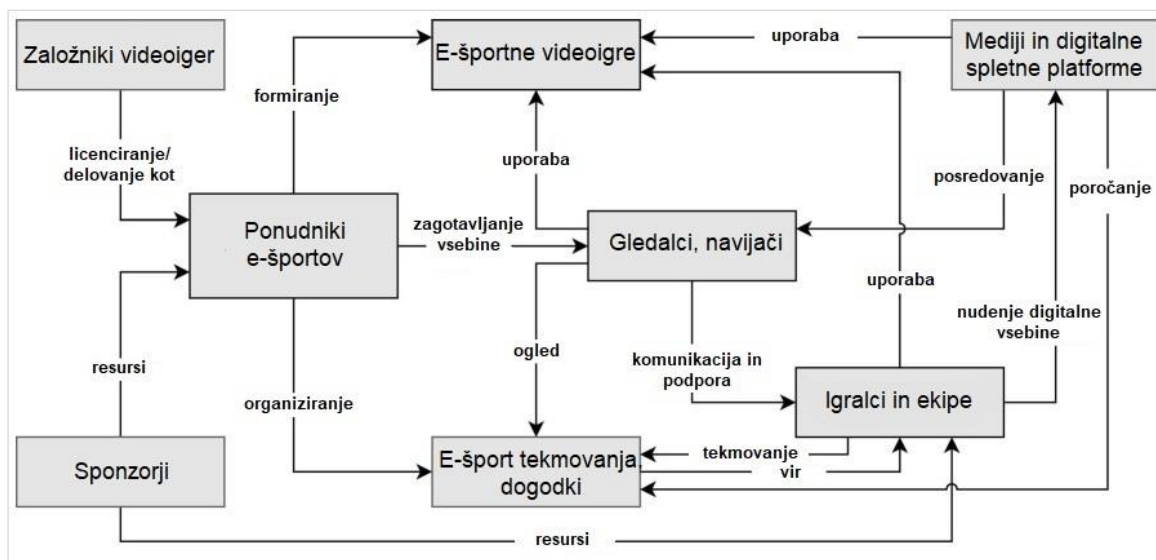 Založniki videoiger
E-športne videoigre
uporaba
Mediji in digitalne
spletne platforme
formiranje
licenciranje/
delovanje kot
uporaba
posredovanje
poročanje
Ponudniki
e-športov
zagotavljanje
vsebine
Gledalci, navijači
uporaba
nudenje digitalne
vsebine
resursi
ogled
komunikacija in
podpora
organiziranje
Igralci in ekipe
Sponzorji
E-šport tekmovanja,
dogodki
tekmovanje
vir
resursi